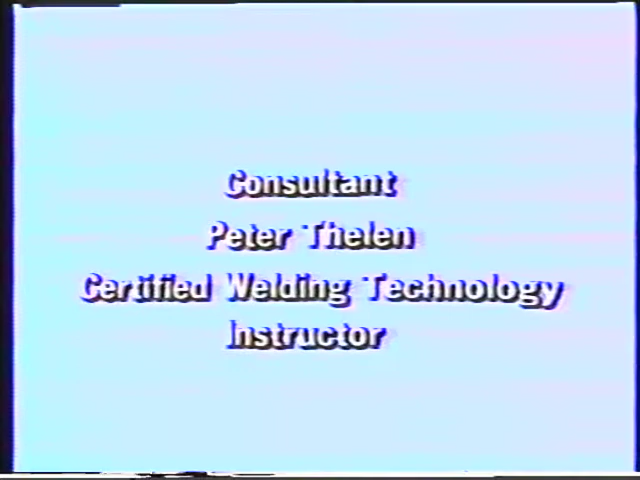 Consultant
Peter Thelen
Certified Welding Technology
Instructor